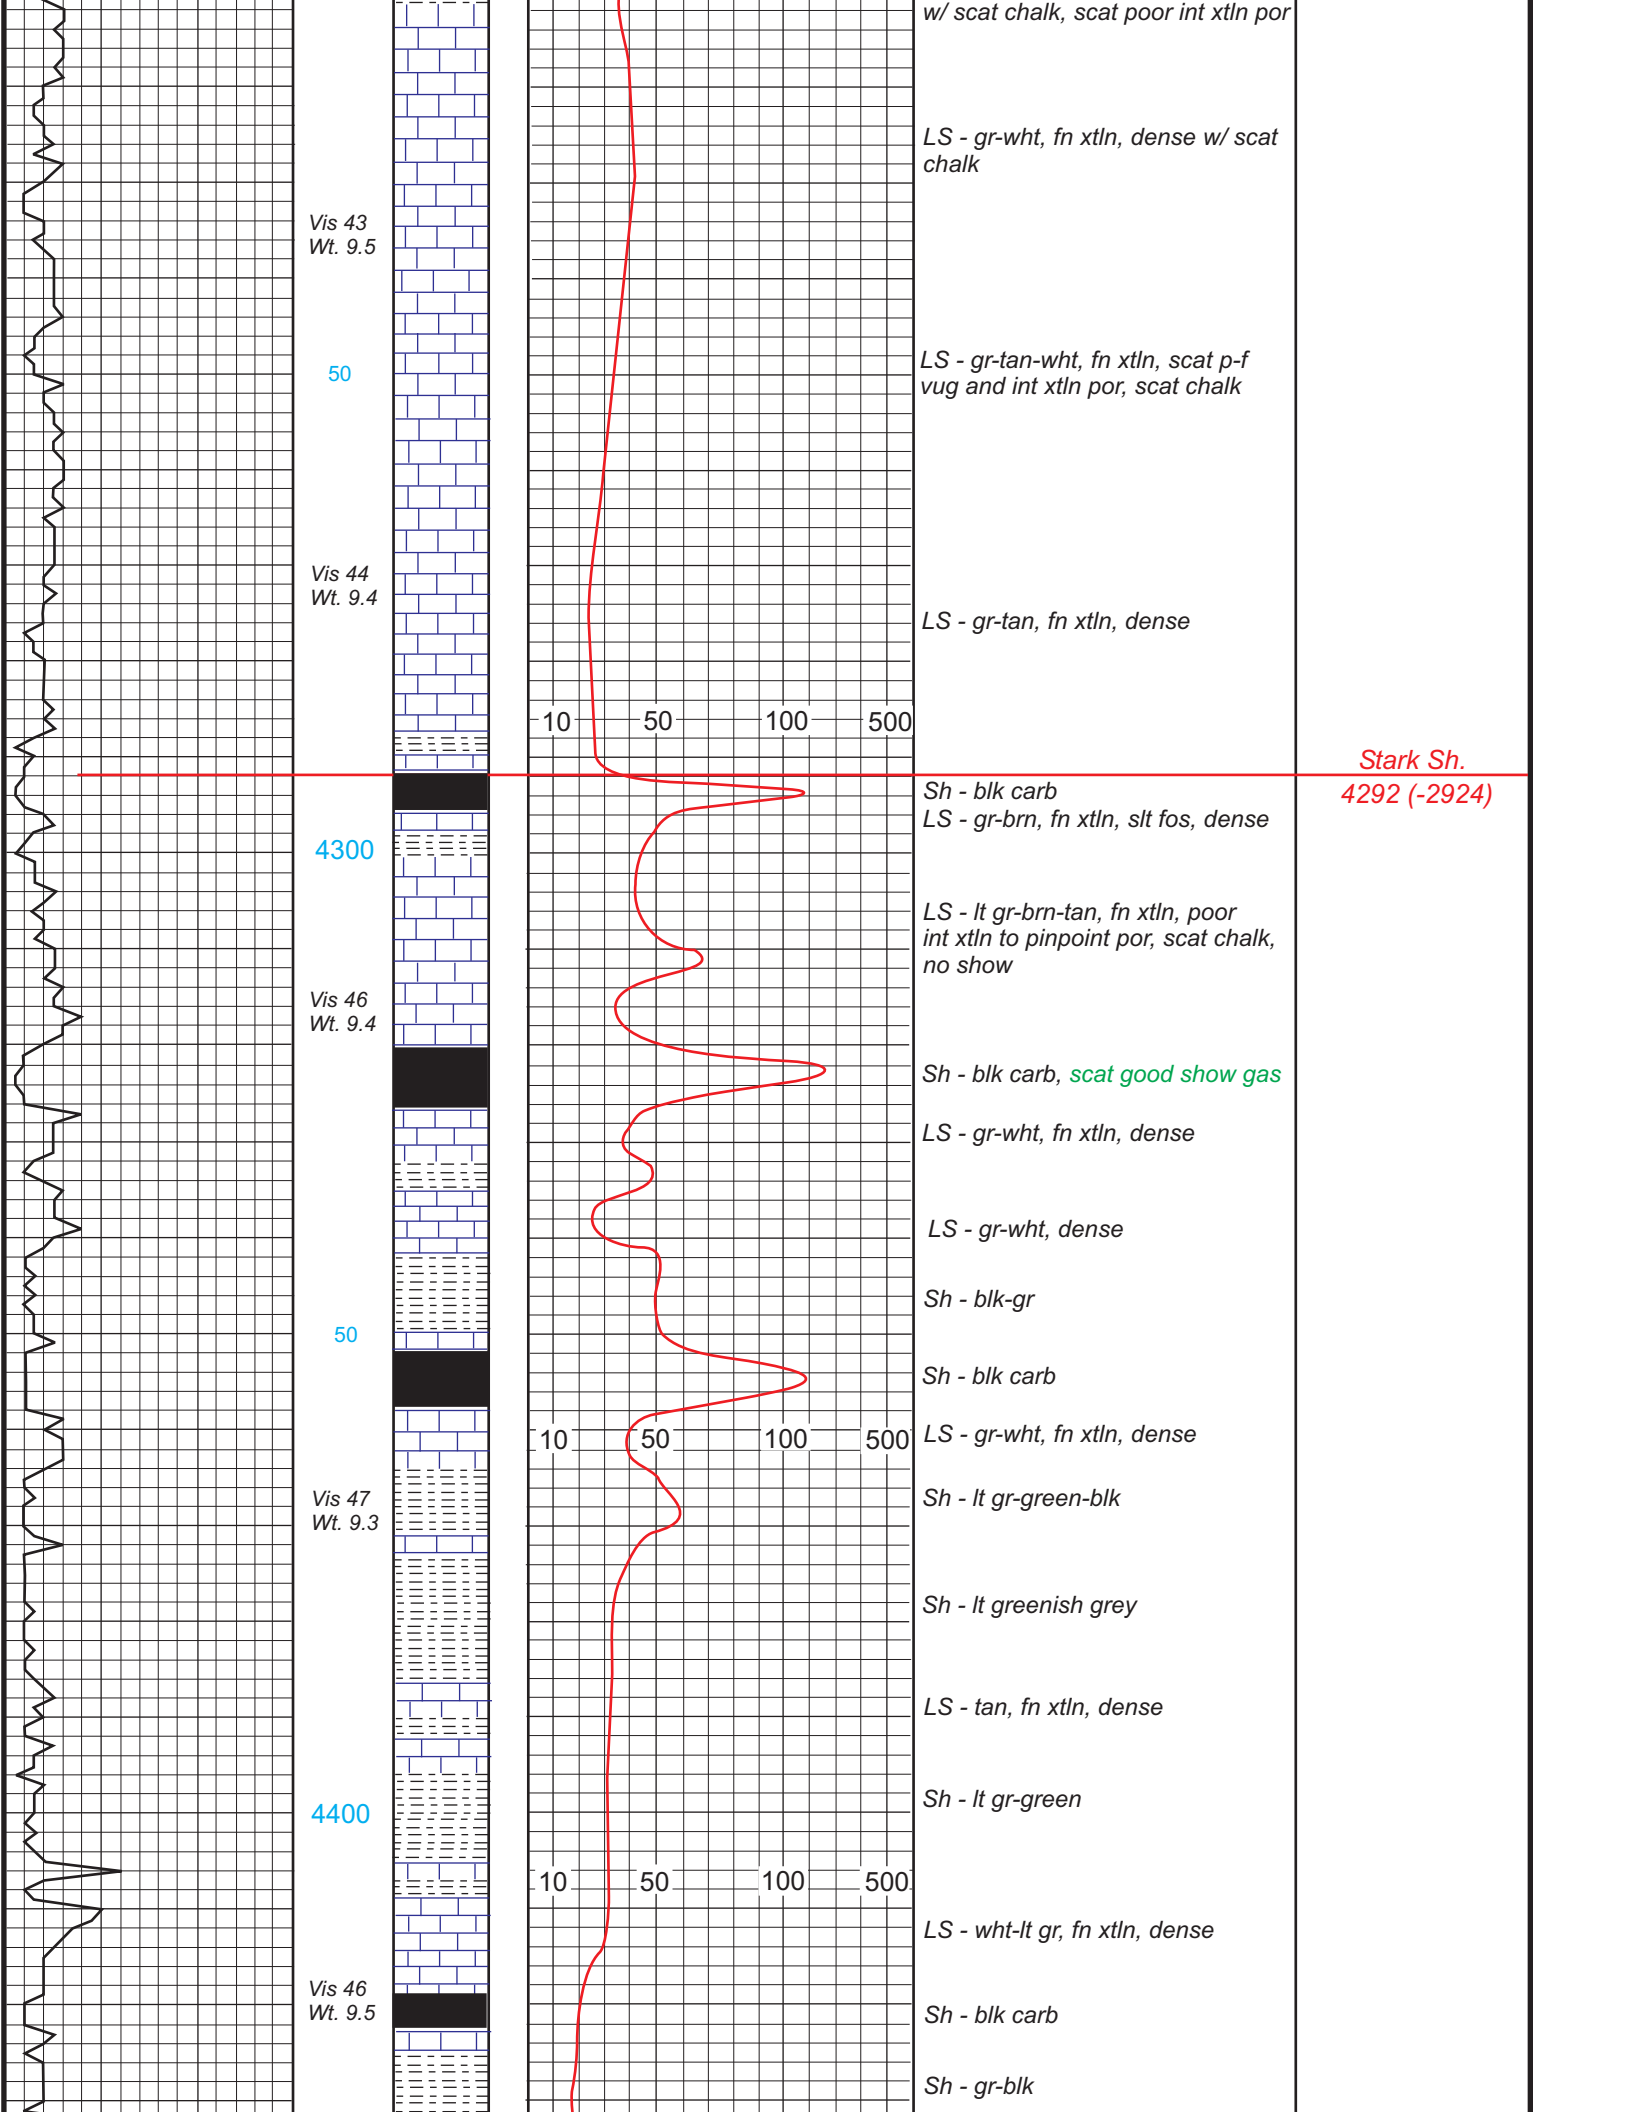 w/ scat chalk, scat poor int xtln por
LS - gr-wht, fn xtln, dense w/ scat
chalk
Vis 43
Wt. 9.5
50
LS - gr-tan-wht, fn xtln, scat p-f
vug and int xtln por, scat chalk
Vis 44
Wt. 9.4
LS - gr-tan, fn xtln, dense
10 50 100 500
Stark Sh.
4292 (-2924)
Sh - blk carb
LS - gr-brn, fn xtln, slt fos, dense
4300
LS - lt gr-brn-tan, fn xtln, poor
int xtln to pinpoint por, scat chalk,
no show
Vis 46
Wt. 9.4
Sh - blk carb, scat good show gas
LS - gr-wht, fn xtln, dense
LS - gr-wht, dense
Sh - blk-gr
50
Sh - blk carb
10 50 100 500
LS - gr-wht, fn xtln, dense
Vis 47
Wt. 9.3
Sh - lt gr-green-blk
Sh - lt greenish grey
LS - tan, fn xtln, dense
Sh - lt gr-green
4400
10 50 100 500
LS - wht-lt gr, fn xtln, dense
Vis 46
Wt. 9.5
Sh - blk carb
Sh - gr-blk